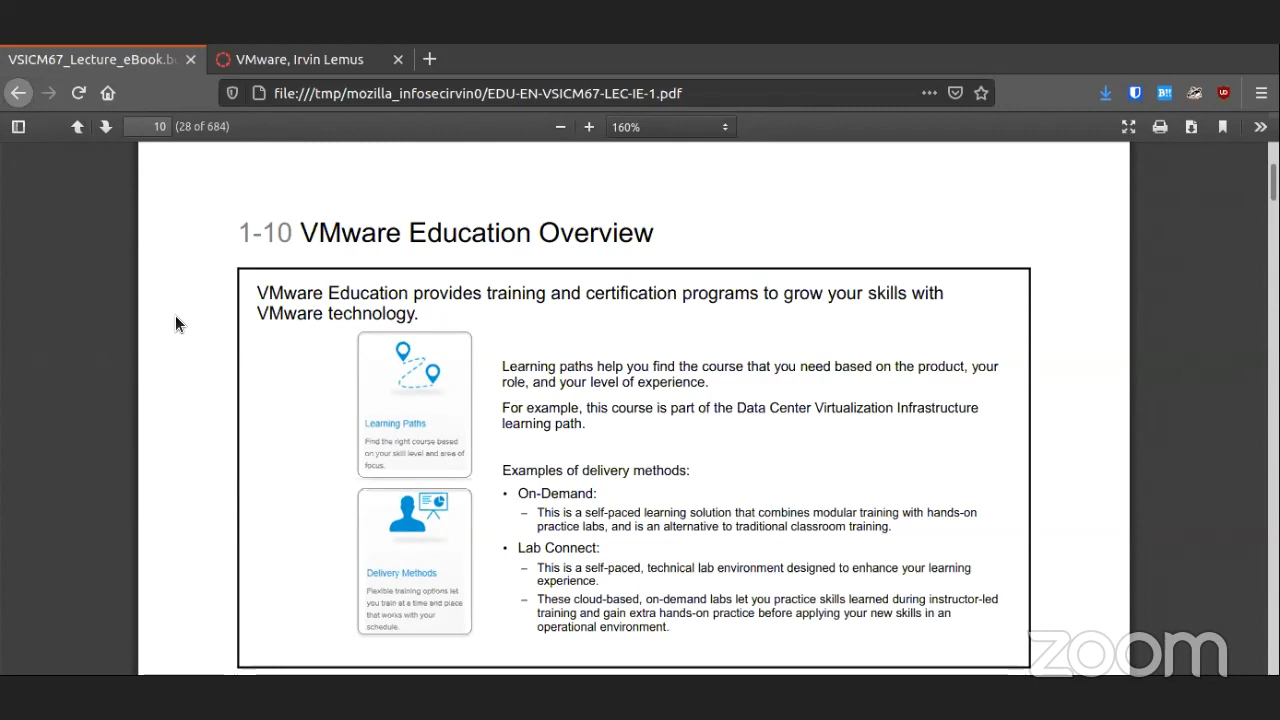 VSICM67_Lecture_eBook.bu
VMware, Irvin Lemus
file:///tmp/mozilla_infosecirvin0/EDU-EN-VSICM67-LEC-IE-1.pdf
10 (28 of 684)
160%
1-10 VMware Education Overview
VMware Education provides training and certification programs to grow your skills with
VMware technology.
Learning Paths
Find the right course based
on your skill level and area of
focus.
Learning paths help you find the course that you need based on the product, your
role, and your level of experience.
For example, this course is part of the Data Center Virtualization Infrastructure
learning path.
Delivery Methods
Flexible training options let
you train at a time and place
that works with your
schedule.
Examples of delivery methods:
• On-Demand:
– This is a self-paced learning solution that combines modular training with hands-on
practice labs, and is an alternative to traditional classroom training.
• Lab Connect:
– This is a self-paced, technical lab environment designed to enhance your learning
experience.
– These cloud-based, on-demand labs let you practice skills learned during instructor-led
training and gain extra hands-on practice before applying your new skills in an
operational environment.
zoom